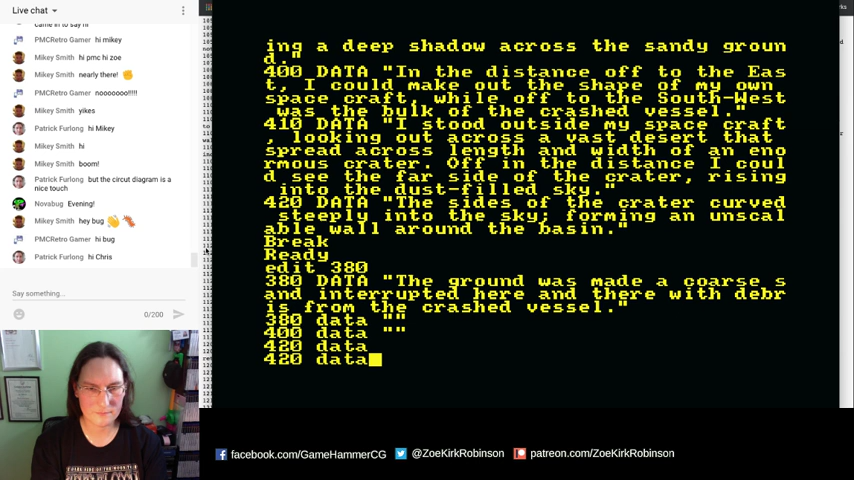 Live chat
came in to say hi
PMCRetro Gamer hi mikey
Mikey Smith hi pmc hi zoe
Mikey Smith nearly there!
PMCRetro Gamer nooooooo!!!!!
Mikey Smith yikes
Patrick Furlong hi Mikey
Mikey Smith hi
Mikey Smith boom!
Patrick Furlong but the circut diagram is a
nice touch
Novabug Evening!
Mikey Smith hey bug
PMCRetro Gamer hi bug
Patrick Furlong hi Chris
Say something...
0/200
ing a deep shadow across the sandy groun
d."
400 DATA "In the distance off to the Eas
t, I could make out the shape of my own
space craft, while off to the South-West
was the bulk of the crashed vessel."
410 DATA "I stood outside my space craft
, looking out across a vast desert that
spread across length and width of an eno
rmous crater. Off in the distance I coul
d see the far side of the crater, rising
into the dust-filled sky."
420 DATA "The sides of the crater curved
steeply into the sky; forming an unscal
able wall around the basin."
Break
Ready
edit 380
380 DATA "The ground was made a coarse s
and interrupted here and there with debr
is from the crashed vessel."
380 data ""
400 data ""
420 data
420 data
facebook.com/GameHammerCG
@ZoeKirkRobinson
patreon.com/ZoeKirkRobinson